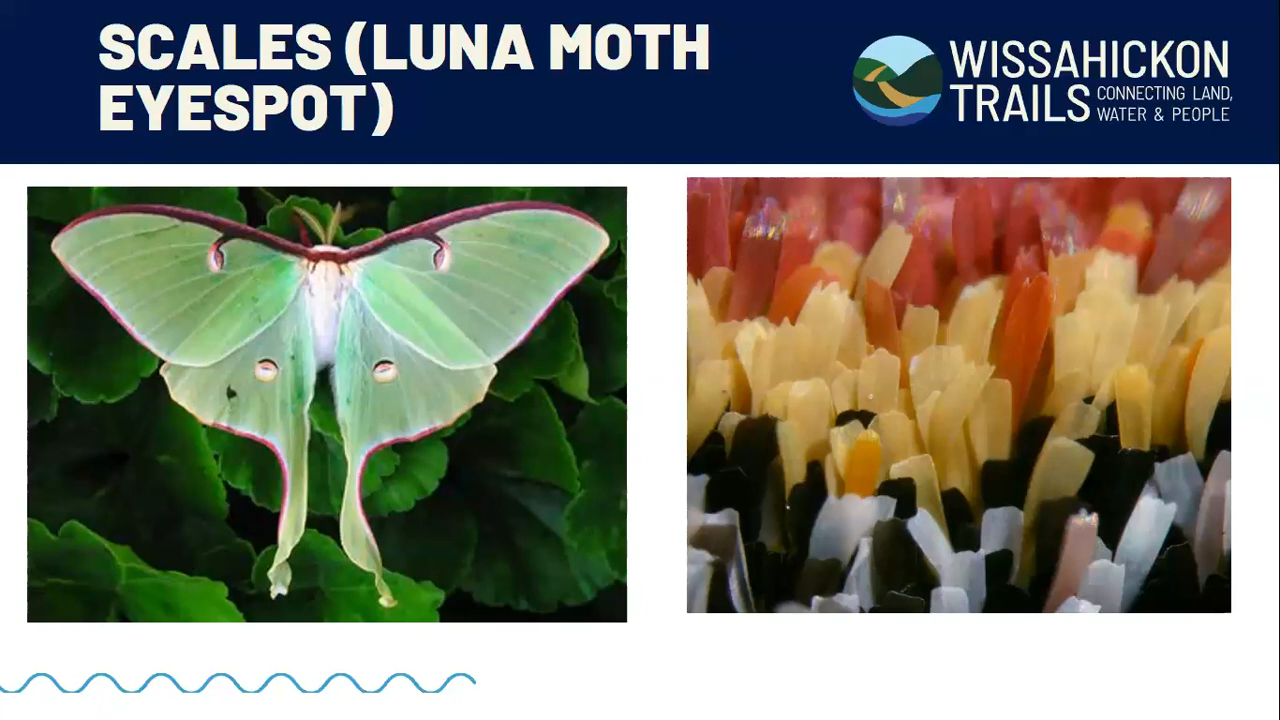 SCALES (LUNA MOTH
EYESPOT)
WISSAHICKON
TRAILS CONNECTING LAND,
WATER & PEOPLE